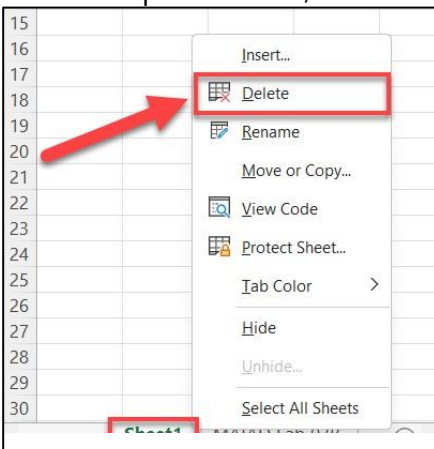 15
16
17
18
19
20
21
22
23
24
25
26
27
28
29
30
Insert...
Delete
Rename
Move or Copy...
View Code
Protect Sheet...
Tab Color >
Hide
Unhide...
Select All Sheets
Sheet1